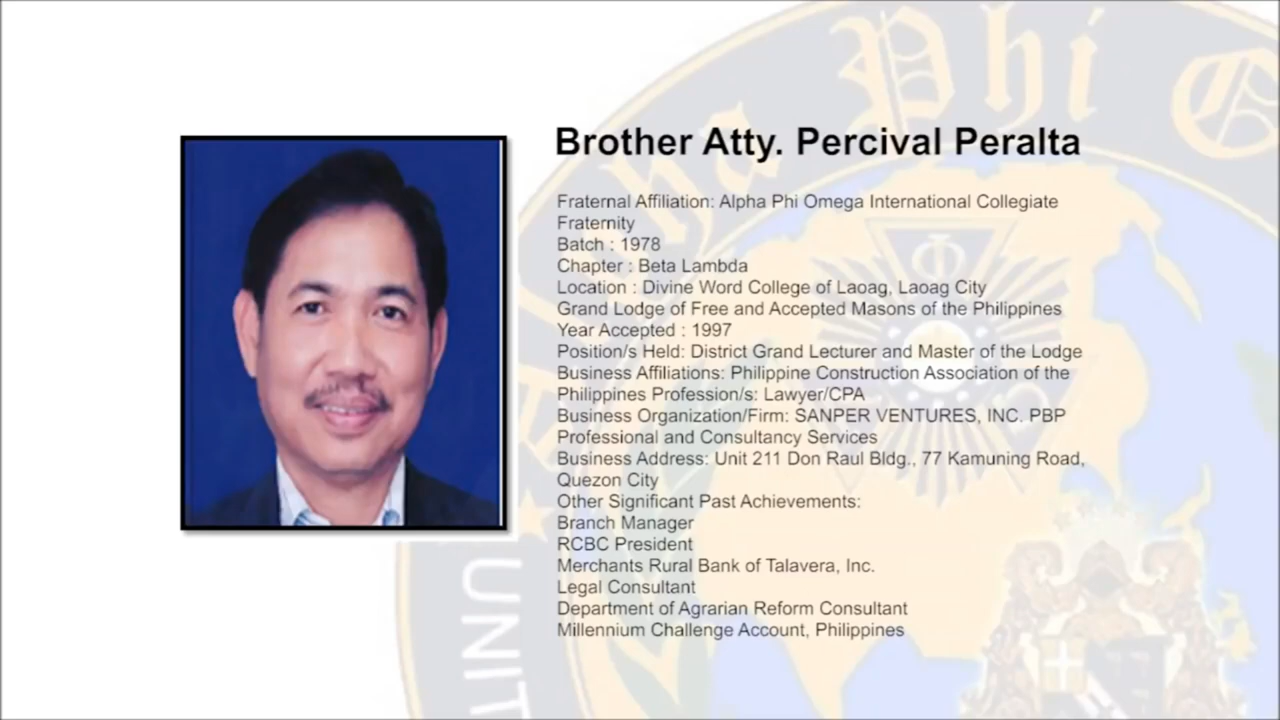 Brother Atty. Percival Peralta
Fraternal Affiliation: Alpha Phi Omega International Collegiate
Fraternity
Batch : 1978
Chapter : Beta Lambda
Location : Divine Word College of Laoag, Laoag City
Grand Lodge of Free and Accepted Masons of the Philippines
Year Accepted : 1997
Position/s Held: District Grand Lecturer and Master of the Lodge
Business Affiliations: Philippine Construction Association of the
Philippines Profession/s: Lawyer/CPA
Business Organization/Firm: SANPER VENTURES, INC. PBP
Professional and Consultancy Services
Business Address: Unit 211 Don Raul Bldg., 77 Kamuning Road,
Quezon City
Other Significant Past Achievements:
Branch Manager
RCBC President
Merchants Rural Bank of Talavera, Inc.
Legal Consultant
Department of Agrarian Reform Consultant
Millennium Challenge Account, Philippines
Phi